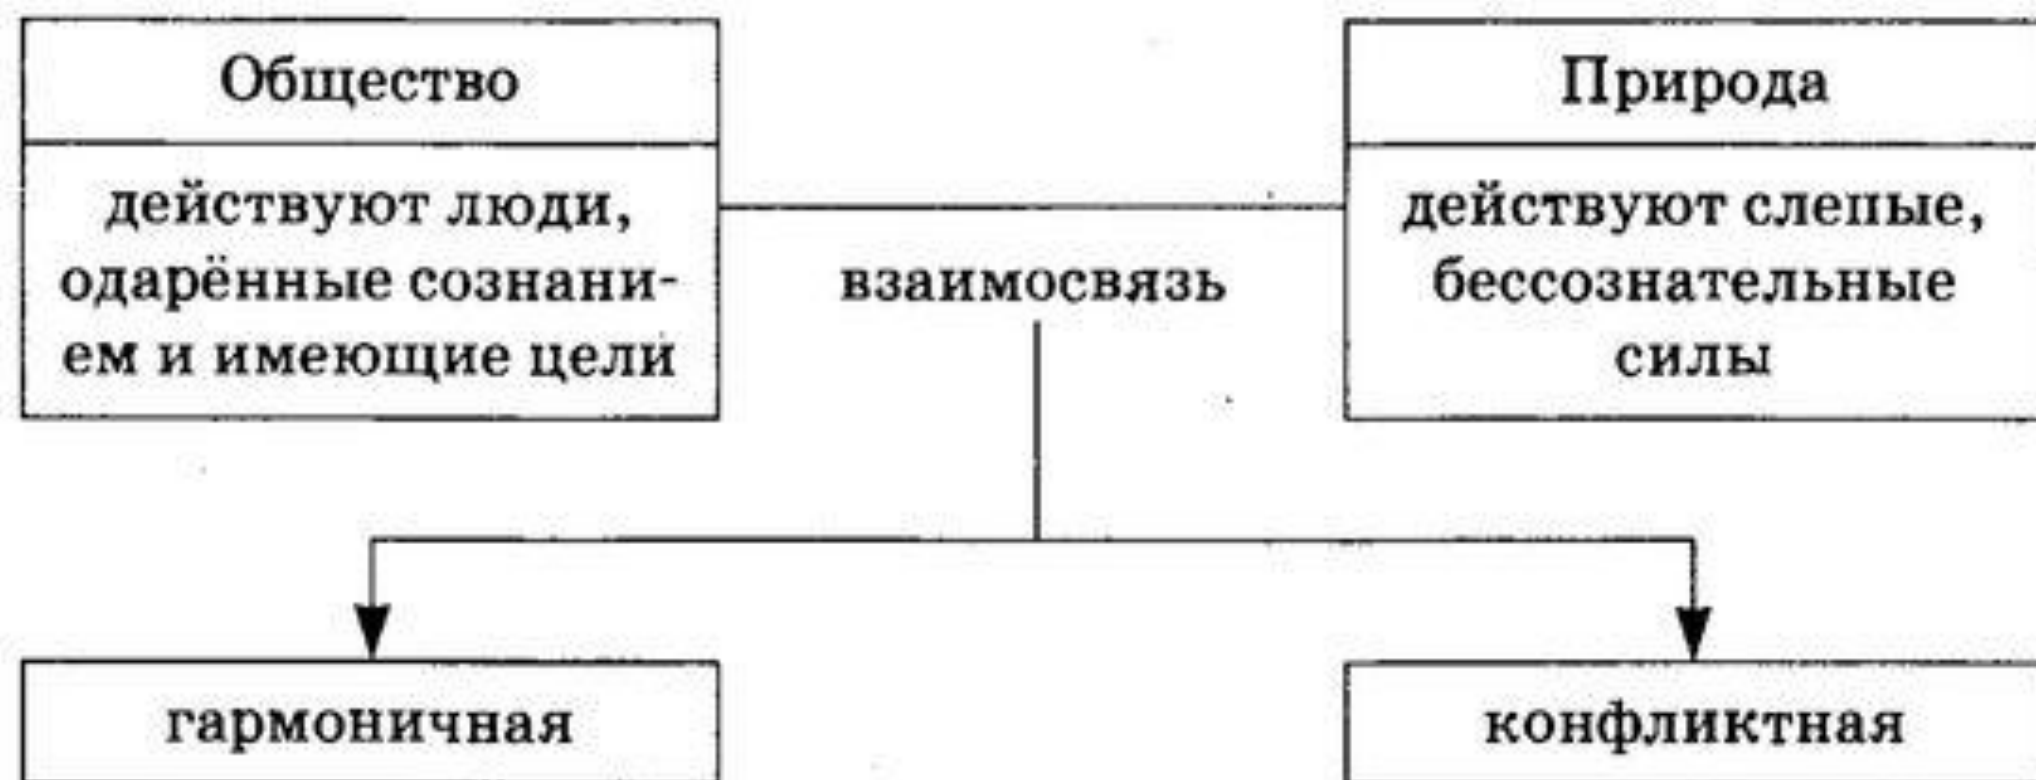 Общество
Природа
действуют люди,
одарённые сознани-
ем и имеющие цели
взаимосвязь
действуют слепые,
бессознательные
силы
гармоничная
конфликтная